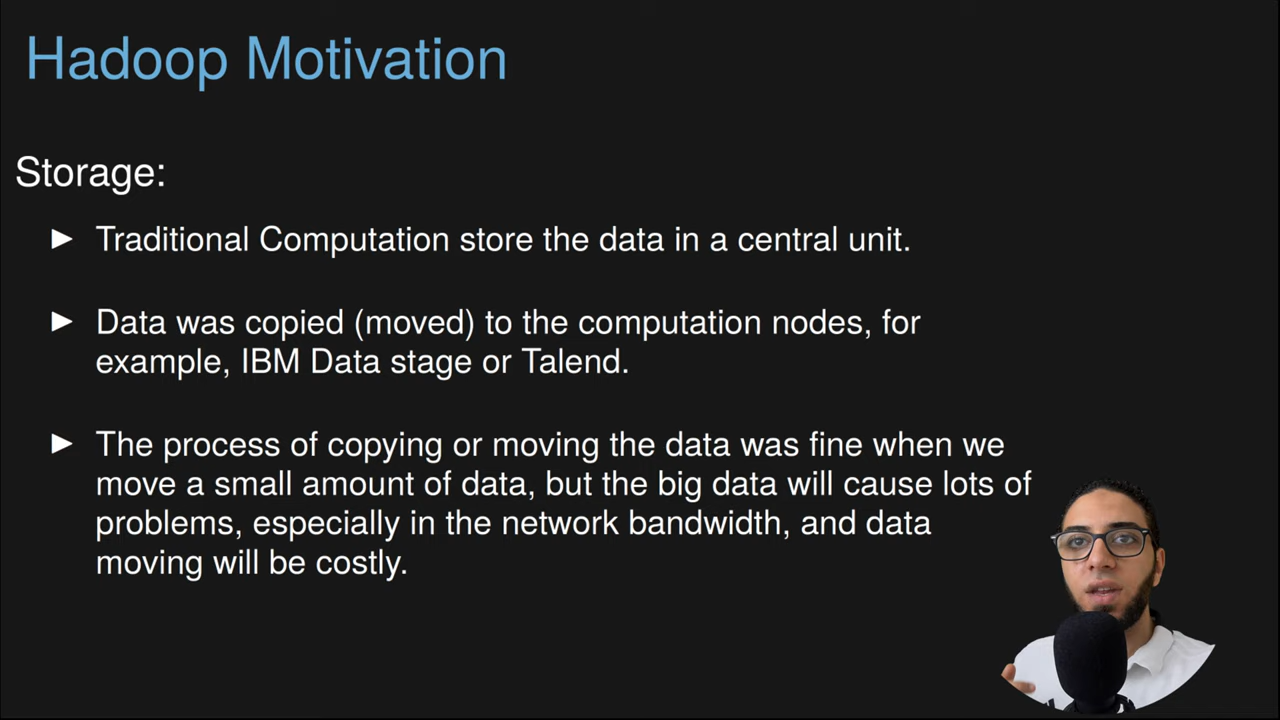 Hadoop Motivation
Storage:
► Traditional Computation store the data in a central unit.
► Data was copied (moved) to the computation nodes, for
example, IBM Data stage or Talend.
► The process of copying or moving the data was fine when we
move a small amount of data, but the big data will cause lots of
problems, especially in the network bandwidth, and data
moving will be costly.